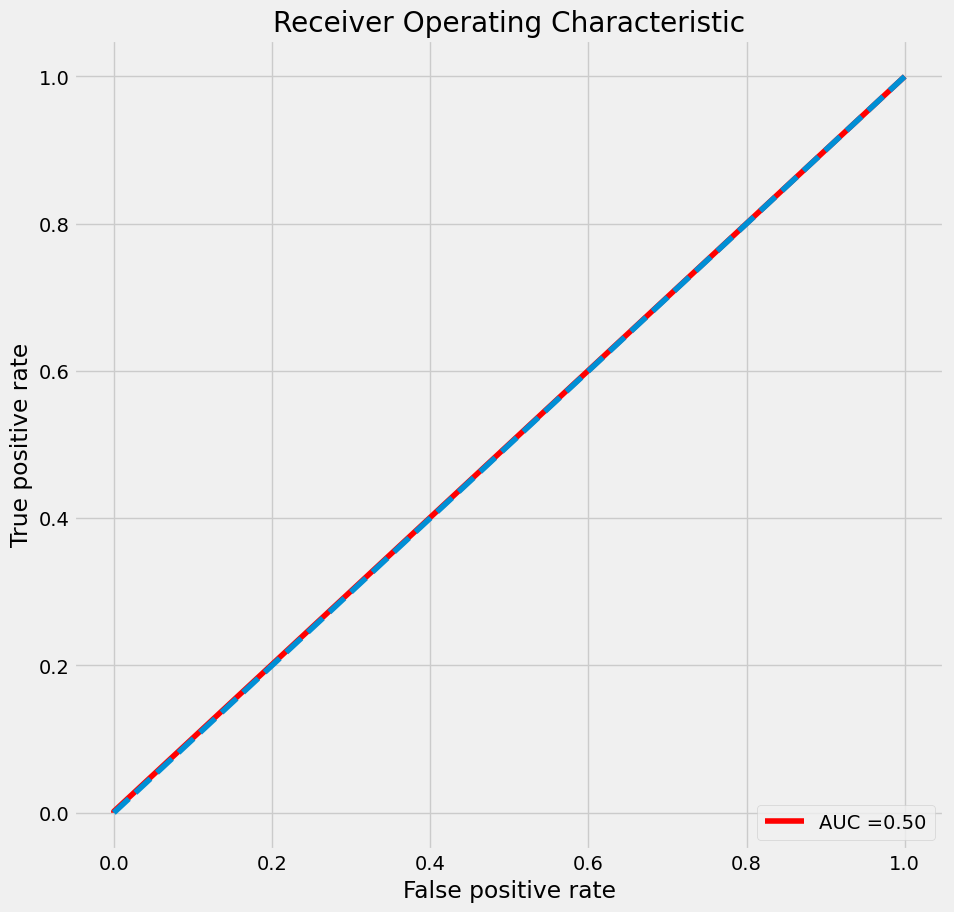 Receiver Operating Characteristic
True positive rate
1.0
0.8
0.6
0.4
0.2
0.0
AUC =0.50
0.0 0.2 0.4 0.6 0.8 1.0
False positive rate